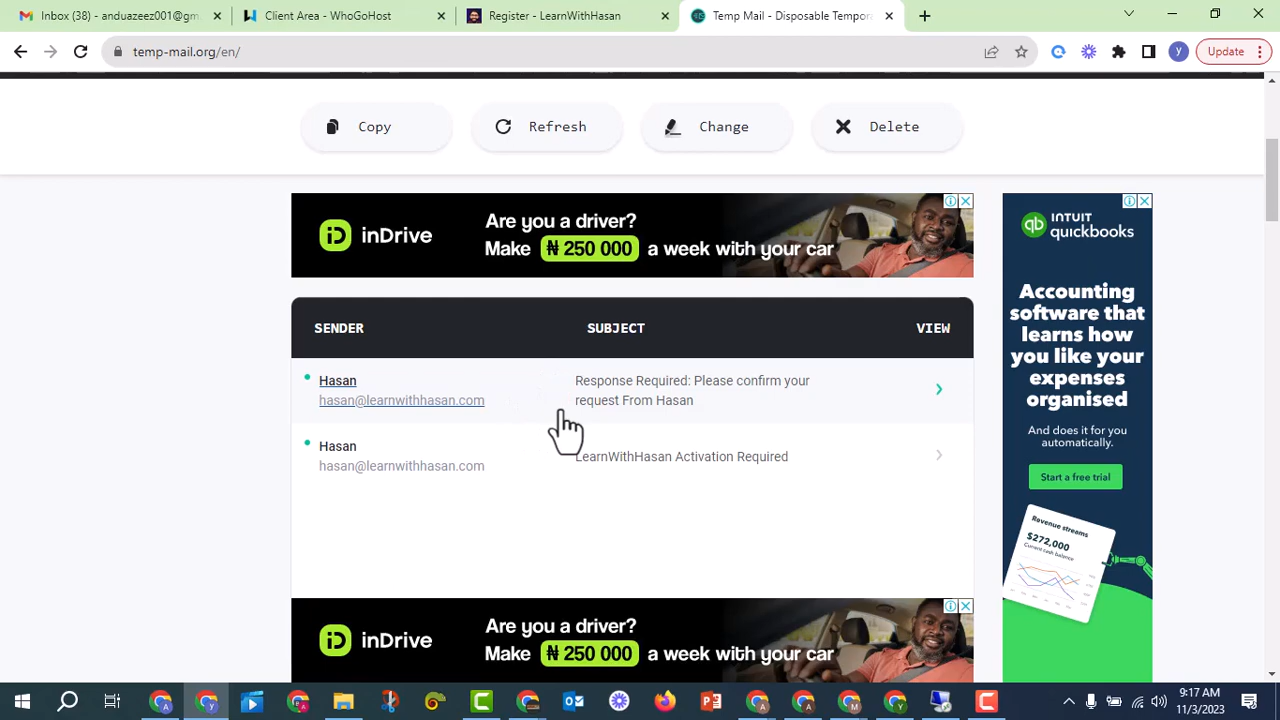 Inbox (38) - anduazeez001@gm
Client Area - WhoGoHost
Register - LearnWithHasan
Temp Mail - Disposable Tempora
temp-mail.org/en/
y
Update
Copy
Refresh
Change
Delete
Are you a driver?
inDrive
Make ₦ 250 000 a week with your car
SENDER SUBJECT VIEW
Hasan
hasan@learnwithhasan.com
Response Required: Please confirm your
request From Hasan
Hasan
hasan@learnwithhasan.com
LearnWithHasan Activation Required
Are you a driver?
inDrive
Make ₦ 250 000 a week with your car
INTUIT
quickbooks
Accounting
software that
learns how
you like your
expenses
organised
And does it for you
automatically.
Start a free trial
Revenue streams
$272,000
Current cash balance
9:17 AM
11/3/2023